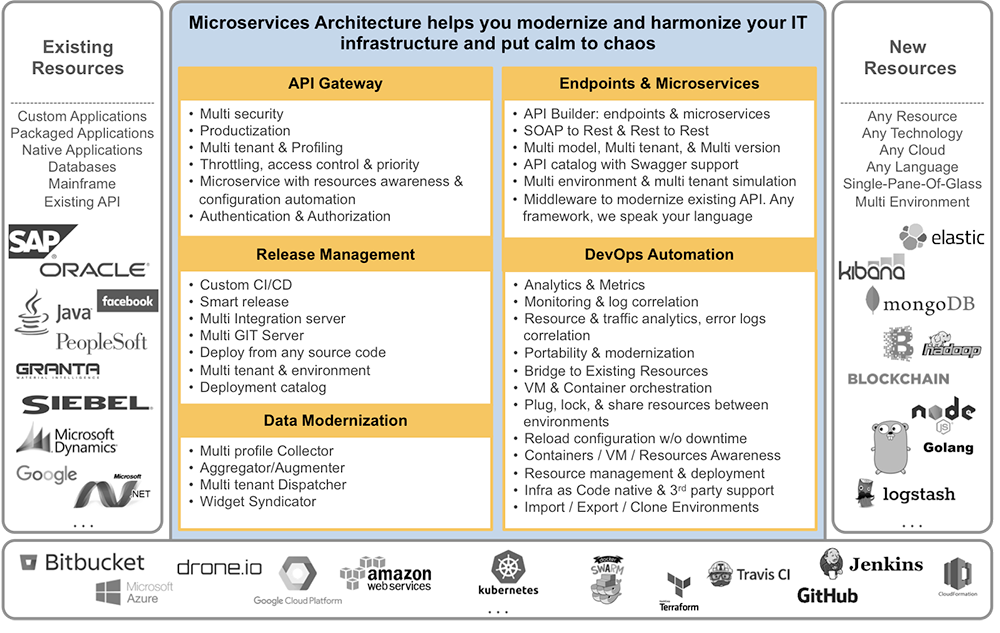 Microservices Architecture helps you modernize and harmonize your IT
infrastructure and put calm to chaos
Existing
Resources
Custom Applications
Packaged Applications
Native Applications
Databases
Mainframe
Existing API
SAP
ORACLE
Java
facebook
PeopleSoft
GRANTA
MATERIAL INTELLIGENCE
SIEBEL
Microsoft
Dynamics
Google
Microsoft
.NET
...
API Gateway
• Multi security
• Productization
• Multi tenant & Profiling
• Throttling, access control & priority
• Microservice with resources awareness &
configuration automation
• Authentication & Authorization
Release Management
• Custom CI/CD
• Smart release
• Multi Integration server
• Multi GIT Server
• Deploy from any source code
• Multi tenant & environment
• Deployment catalog
Data Modernization
• Multi profile Collector
• Aggregator/Augmenter
• Multi tenant Dispatcher
• Widget Syndicator
Endpoints & Microservices
• API Builder: endpoints & microservices
• SOAP to Rest & Rest to Rest
• Multi model, Multi tenant, & Multi version
• API catalog with Swagger support
• Multi environment & multi tenant simulation
• Middleware to modernize existing API. Any
framework, we speak your language
DevOps Automation
• Analytics & Metrics
• Monitoring & log correlation
• Resource & traffic analytics, error logs
correlation
• Portability & modernization
• Bridge to Existing Resources
• VM & Container orchestration
• Plug, lock, & share resources between
environments
• Reload configuration w/o downtime
• Containers / VM / Resources Awareness
• Resource management & deployment
• Infra as Code native & 3rd party support
• Import / Export / Clone Environments
New
Resources
Any Resource
Any Technology
Any Cloud
Any Language
Single-Pane-Of-Glass
Multi Environment
elastic
kibana
mongoDB
hadoop
BLOCKCHAIN
node
JS
Golang
logstash
...
Bitbucket
Microsoft
Azure
drone.io
Google Cloud Platform
amazon
web services
kubernetes
...
SWARM
Terraform
Travis CI
Jenkins
GitHub
CloudFormation